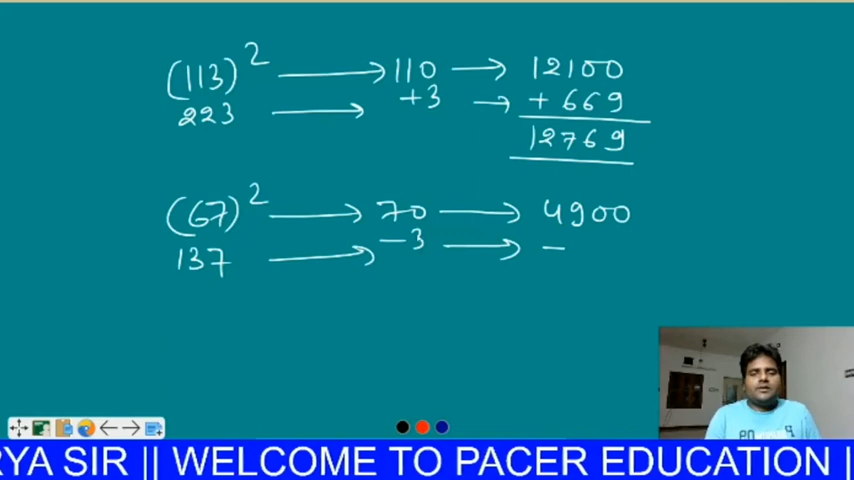 (113)² → 110 → 12100
223 → +3 → + 669
12769
(67)² → 70 → 4900
137 → -3 → -
RYA SIR || WELCOME TO PACER EDUCATION ||